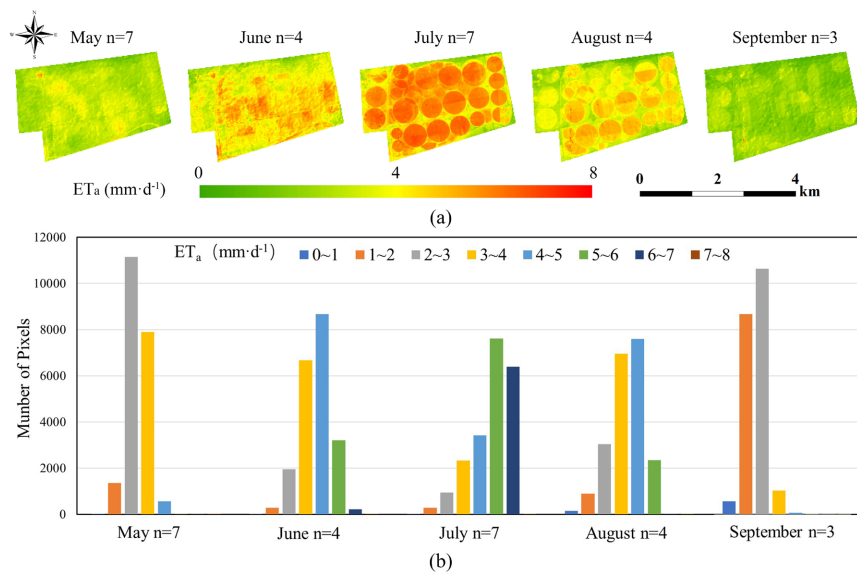 N
W E
S
May n=7 June n=4 July n=7 August n=4 September n=3
0 4 8
ETa (mm·d-1)
0 2 4
km
(a)
ETa (mm·d-1) 0~1 1~2 2~3 3~4 4~5 5~6 6~7 7~8
Munber of Pixels
12000
10000
8000
6000
4000
2000
0
May n=7 June n=4 July n=7 August n=4 September n=3
(b)